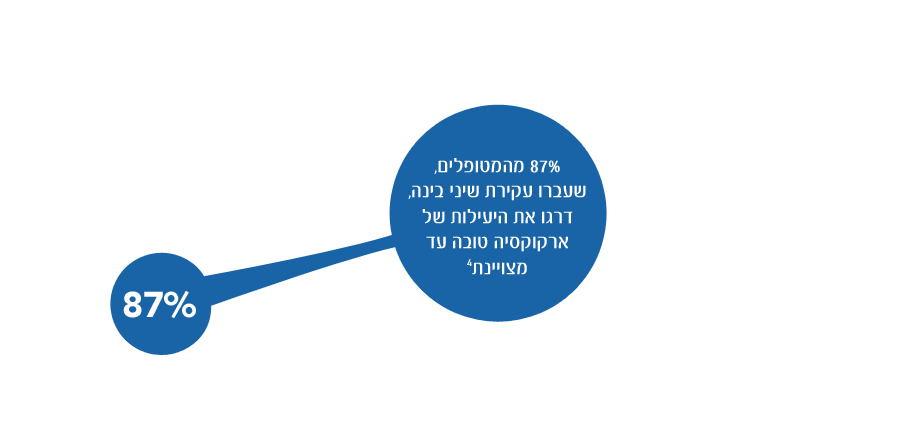 87% מהמטופלים,
שעברו עקירת שיני בינה,
דרגו את היעילות של
ארקוקסיה טובה עד
מצויינת⁴
87%